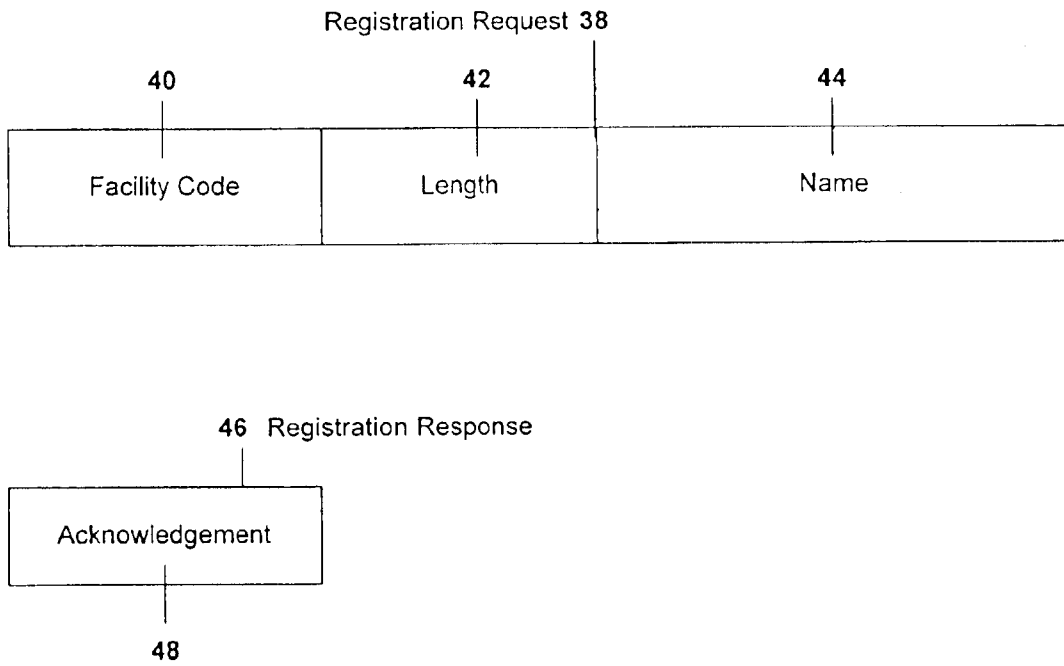 Registration Request 38
40 42 44
Facility Code Length Name
46 Registration Response
Acknowledgement
48